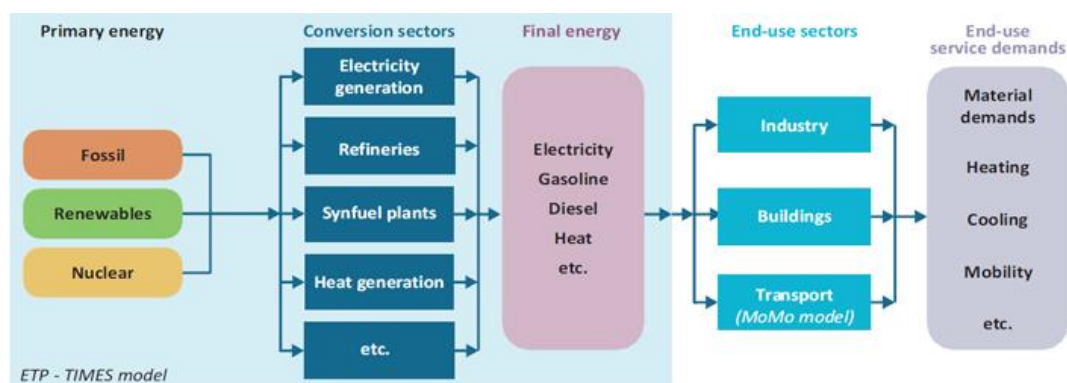 Primary energy
Conversion sectors
Final energy
End-use sectors
End-use
service demands
Fossil
Renewables
Nuclear
Electricity
generation
Refineries
Synfuel plants
Heat generation
etc.
Electricity
Gasoline
Diesel
Heat
etc.
Industry
Buildings
Transport
(MoMo model)
Material
demands
Heating
Cooling
Mobility
etc.
ETP - TIMES model